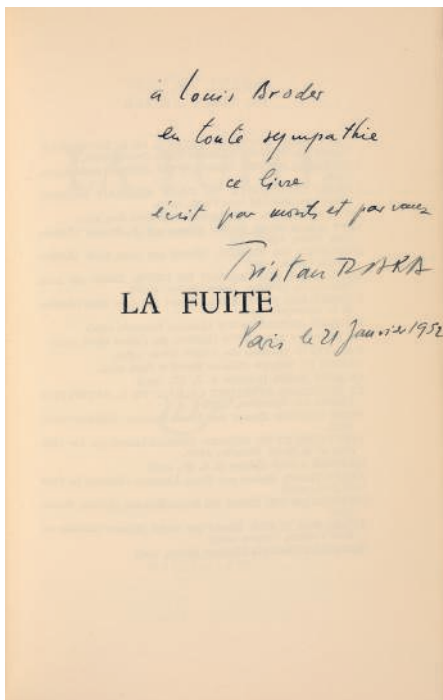 à Louis Broder
en toute sympathie
ce livre
écrit par monts et par vaux
Tristan TZARA
LA FUITE
Paris le 21 Janvier 1952